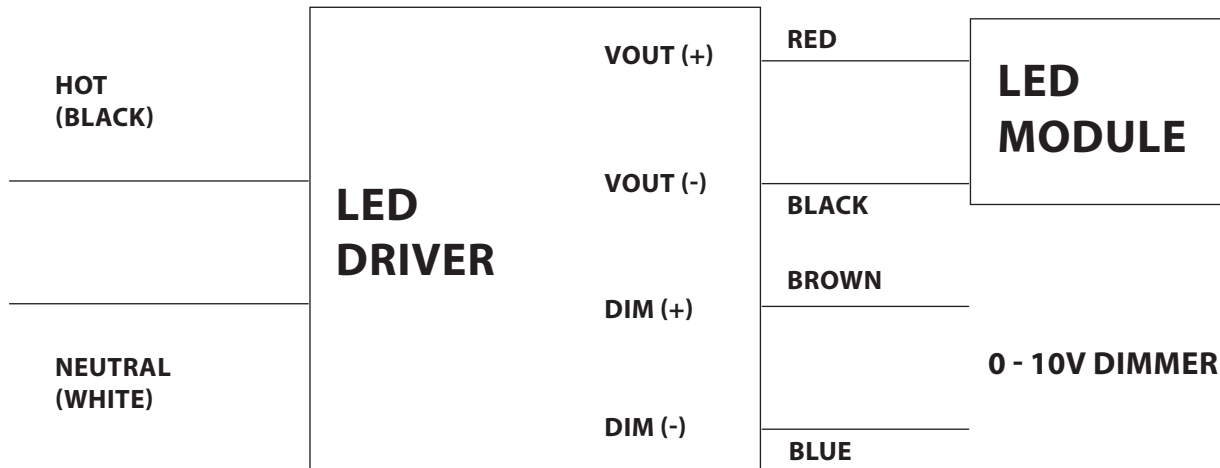 HOT
(BLACK)
NEUTRAL
(WHITE)
LED
DRIVER
VOUT (+)
VOUT (-)
DIM (+)
DIM (-)
RED
BLACK
BROWN
BLUE
LED
MODULE
0 - 10V DIMMER